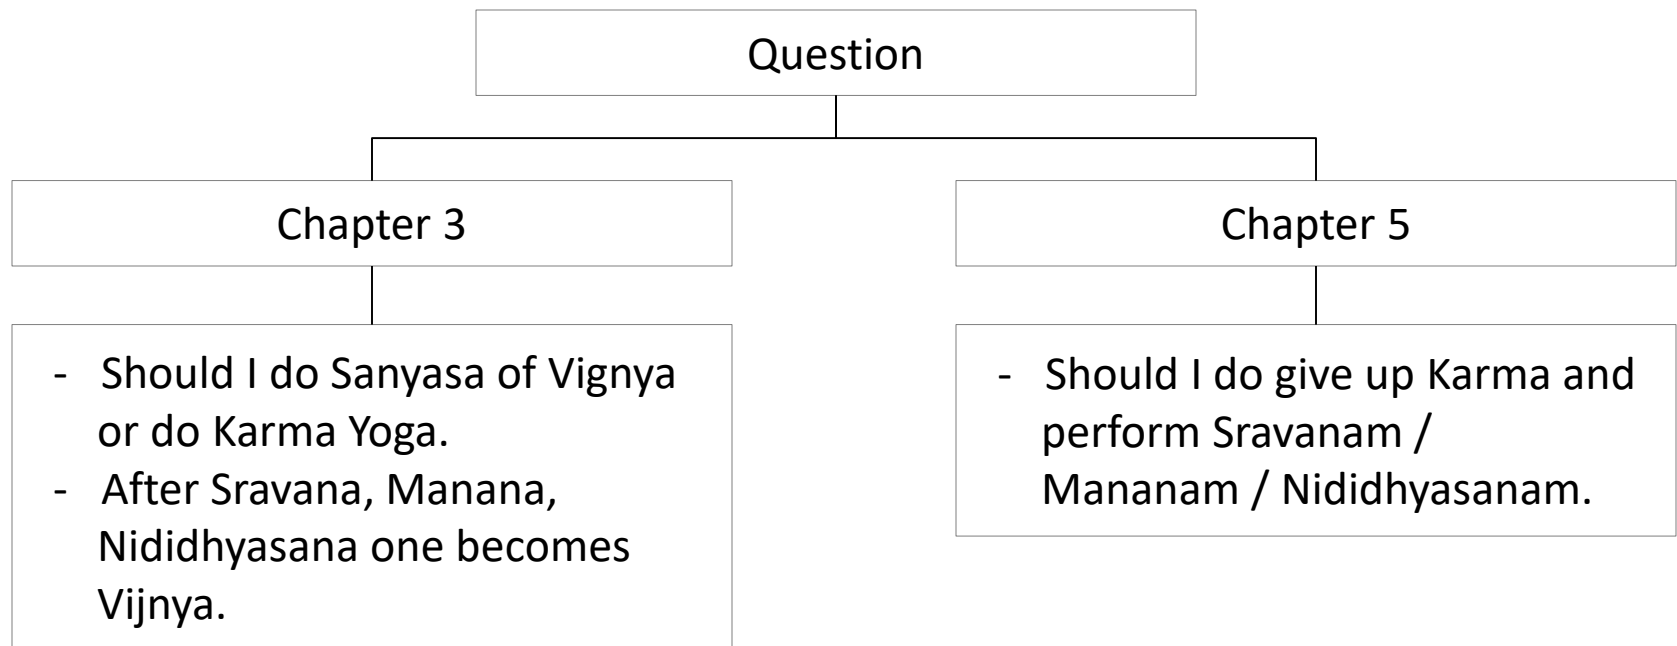 Question
Chapter 3
Chapter 5
- Should I do Sanyasa of Vignya
or do Karma Yoga.
- After Sravana, Manana,
Nididhyasana one becomes
Vijnya.
- Should I do give up Karma and
perform Sravanam /
Mananam / Nididhyasanam.